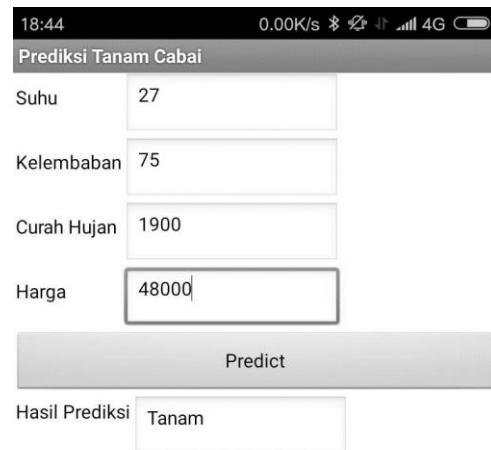 18:44 0.00K/s 4G
Prediksi Tanam Cabai
Suhu 27
Kelembaban 75
Curah Hujan 1900
Harga 48000
Predict
Hasil Prediksi Tanam